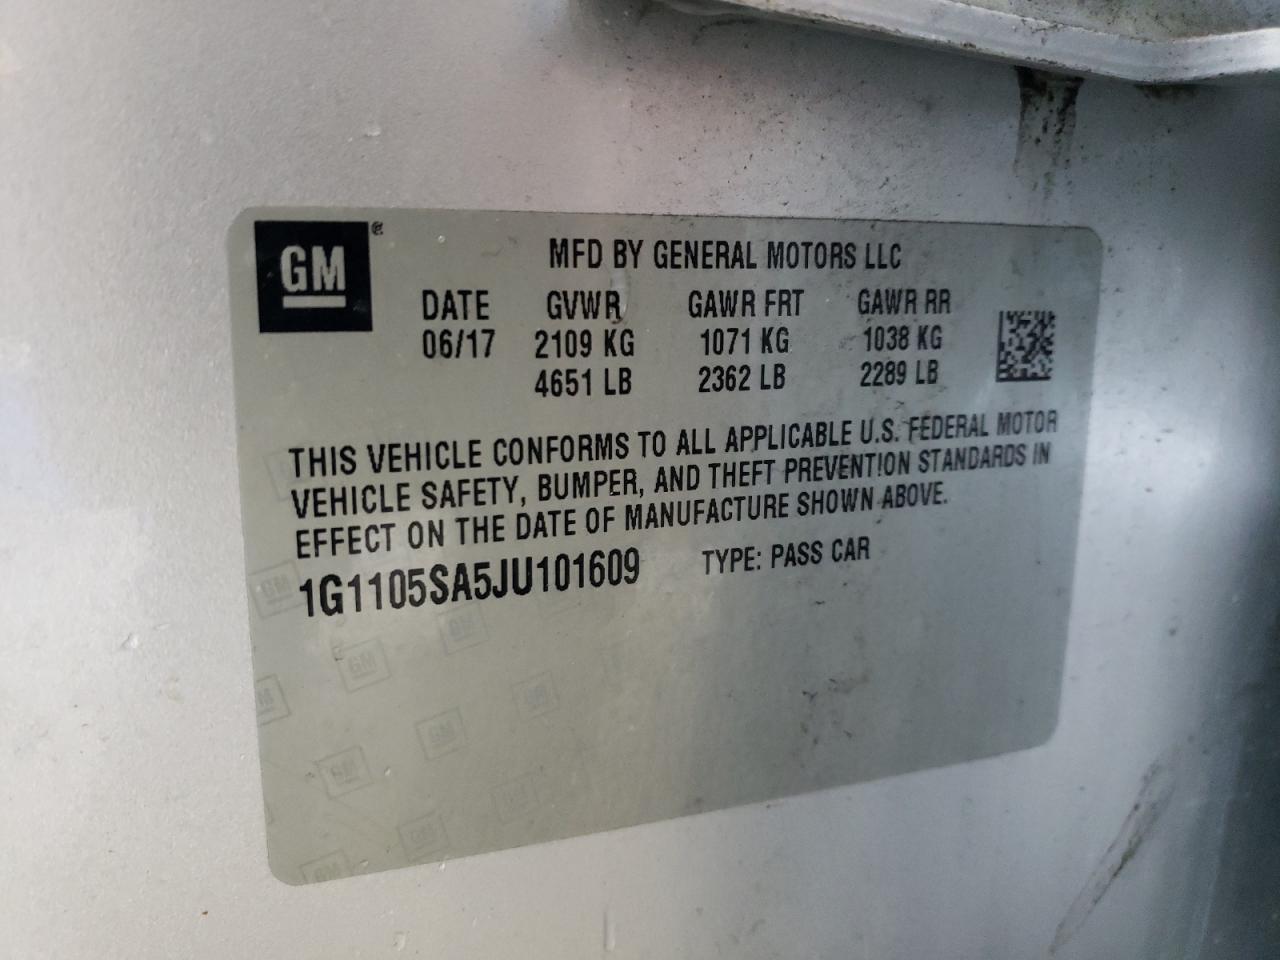 GM®
MFD BY GENERAL MOTORS LLC
DATE GVWR GAWR FRT GAWR RR
06/17 2109 KG 1071 KG 1038 KG
4651 LB 2362 LB 2289 LB
THIS VEHICLE CONFORMS TO ALL APPLICABLE U.S. FEDERAL MOTOR
VEHICLE SAFETY, BUMPER, AND THEFT PREVENTION STANDARDS IN
EFFECT ON THE DATE OF MANUFACTURE SHOWN ABOVE.
1G1105SA5JU101609 TYPE: PASS CAR